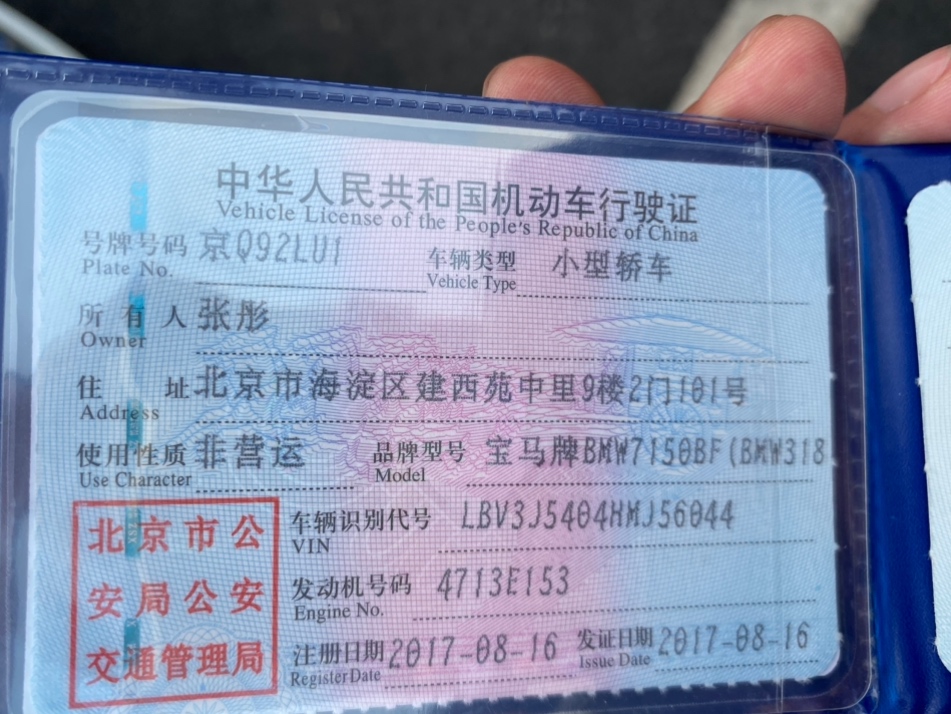 中华人民共和国机动车行驶证
Vehicle License of the People's Republic of China
号牌号码 京Q92LU1 车辆类型 小型轿车
Plate No. Vehicle Type
所有人 张彤
Owner
住址 北京市海淀区建西苑中里9楼2门101号
Address
使用性质 非营运 品牌型号 宝马牌BMW7150BF(BMW318
Use Character Model
北京市公
安局公安
交通管理局
车辆识别代号 LBV3J5404HMJ56044
VIN
发动机号码 4713E153
Engine No.
注册日期 2017-08-16 发证日期 2017-08-16
Register Date Issue Date